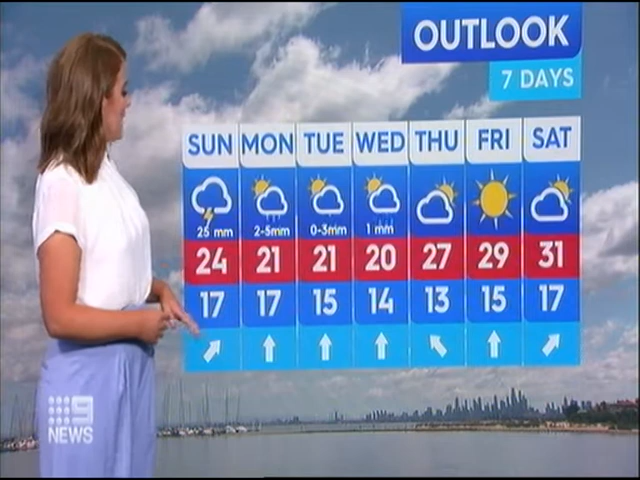 OUTLOOK
7 DAYS
SUN MON TUE WED THU FRI SAT
25 mm 2-5mm 0-3mm 1 mm
24 21 21 20 27 29 31
17 17 15 14 13 15 17
9
NEWS